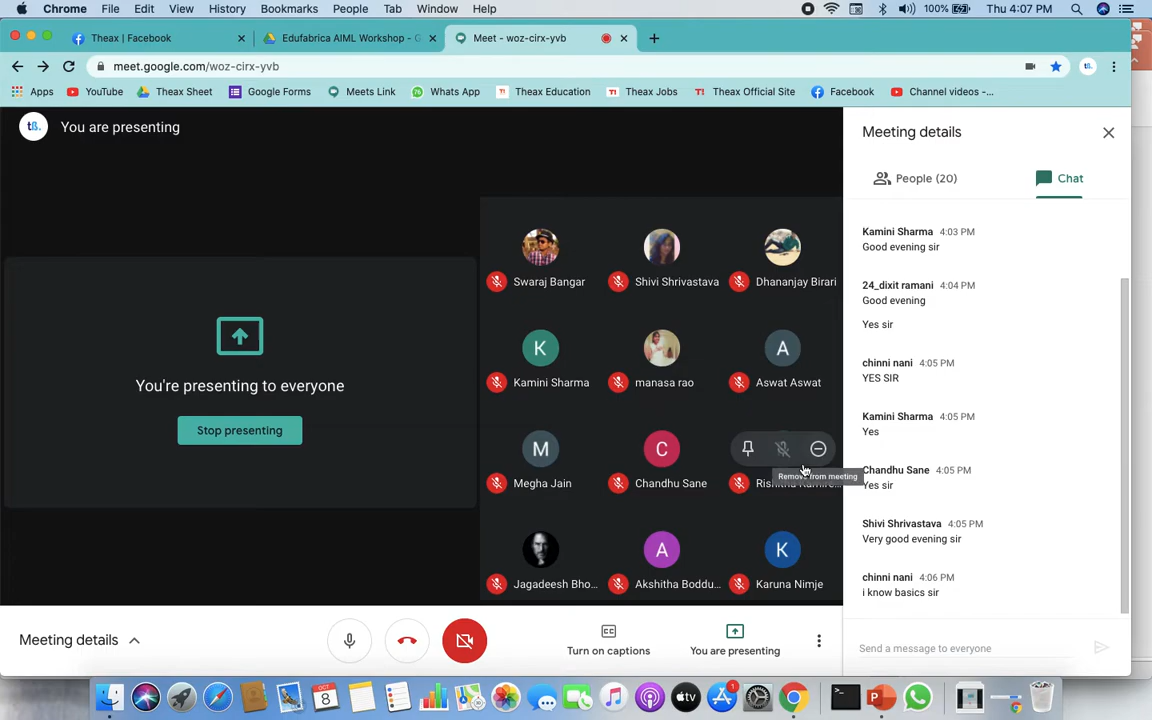 Chrome File Edit View History Bookmarks People Tab Window Help 100% Thu 4:07 PM
Theax | Facebook Edufabrica AIML Workshop - G Meet - woz-cirx-yvb
meet.google.com/woz-cirx-yvb
Apps YouTube Theax Sheet Google Forms Meets Link Whats App Theax Education Theax Jobs Theax Official Site Facebook Channel videos -...
You are presenting
Meeting details
People (20) Chat
Swaraj Bangar Shivi Shrivastava Dhananjay Birari
You're presenting to everyone
Stop presenting
K A
Kamini Sharma manasa rao Aswat Aswat
M C
Megha Jain Chandhu Sane
Remove from meeting
A K
Jagadeesh Bho... Akshitha Boddu... Karuna Nimje
Kamini Sharma 4:03 PM
Good evening sir
24_dixit ramani 4:04 PM
Good evening
Yes sir
chinni nani 4:05 PM
YES SIR
Kamini Sharma 4:05 PM
Yes
Chandhu Sane 4:05 PM
Yes sir
Shivi Shrivastava 4:05 PM
Very good evening sir
chinni nani 4:06 PM
i know basics sir
Send a message to everyone
Meeting details
Turn on captions
You are presenting
OCT
8
1